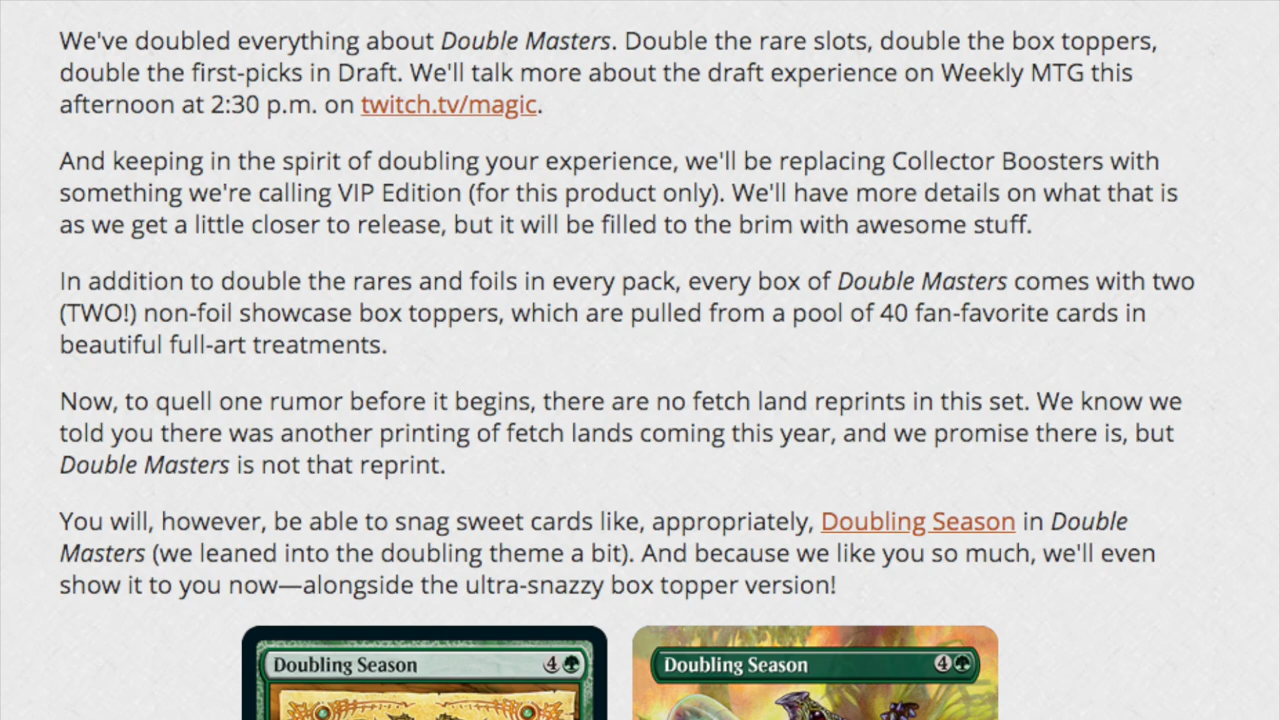 We've doubled everything about Double Masters. Double the rare slots, double the box toppers,
double the first-picks in Draft. We'll talk more about the draft experience on Weekly MTG this
afternoon at 2:30 p.m. on twitch.tv/magic.
And keeping in the spirit of doubling your experience, we'll be replacing Collector Boosters with
something we're calling VIP Edition (for this product only). We'll have more details on what that is
as we get a little closer to release, but it will be filled to the brim with awesome stuff.
In addition to double the rares and foils in every pack, every box of Double Masters comes with two
(TWO!) non-foil showcase box toppers, which are pulled from a pool of 40 fan-favorite cards in
beautiful full-art treatments.
Now, to quell one rumor before it begins, there are no fetch land reprints in this set. We know we
told you there was another printing of fetch lands coming this year, and we promise there is, but
Double Masters is not that reprint.
You will, however, be able to snag sweet cards like, appropriately, Doubling Season in Double
Masters (we leaned into the doubling theme a bit). And because we like you so much, we'll even
show it to you now—alongside the ultra-snazzy box topper version!
Doubling Season 4
Doubling Season 4